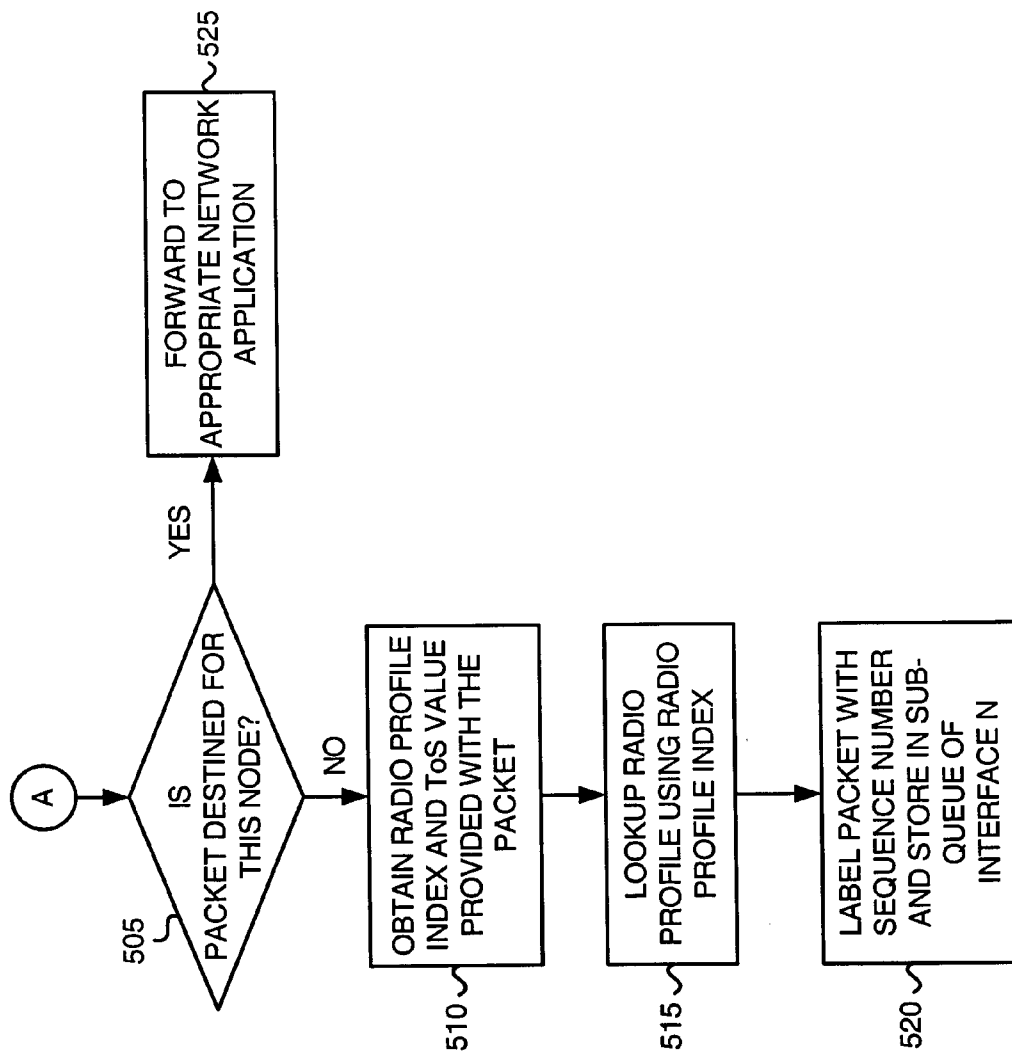 A
IS
PACKET DESTINED FOR
THIS NODE?
505
YES
FORWARD TO
APPROPRIATE NETWORK
APPLICATION
525
NO
OBTAIN RADIO PROFILE
INDEX AND ToS VALUE
PROVIDED WITH THE
PACKET
510
LOOKUP RADIO
PROFILE USING RADIO
PROFILE INDEX
515
LABEL PACKET WITH
SEQUENCE NUMBER
AND STORE IN SUB-
QUEUE OF
INTERFACE N
520